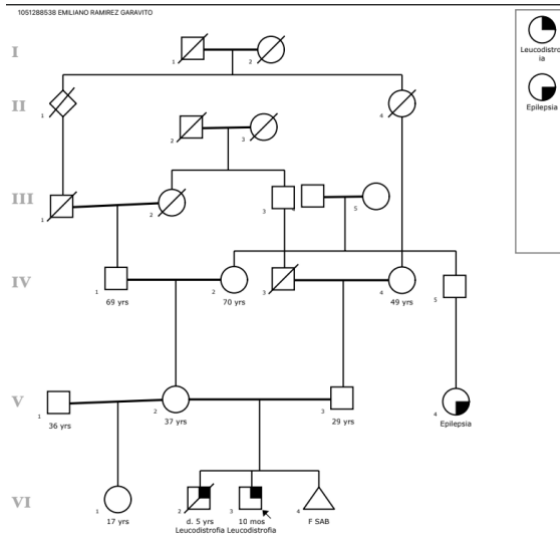 1051288538 EMILIANO RAMIREZ GARAVITO
Leucodistrof
ia
Epilepsia
I
1
2
II
1
2
3
4
III
1
2
3
5
IV
1
69 yrs
2
70 yrs
3
4
49 yrs
5
V
1
36 yrs
2
37 yrs
3
29 yrs
4
Epilepsia
VI
1
17 yrs
2
d. 5 yrs
Leucodistrofia
3
10 mos
Leucodistrofia
4
F SAB